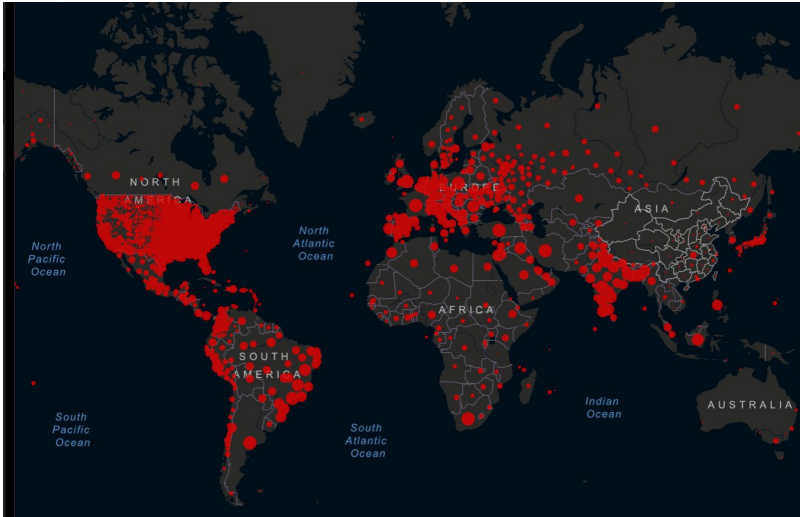 NORTH
AMERICA
EUROPE
ASIA
North
Pacific
Ocean
North
Atlantic
Ocean
AFRICA
SOUTH
AMERICA
Indian
Ocean
AUSTRALIA
South
Pacific
Ocean
South
Atlantic
Ocean